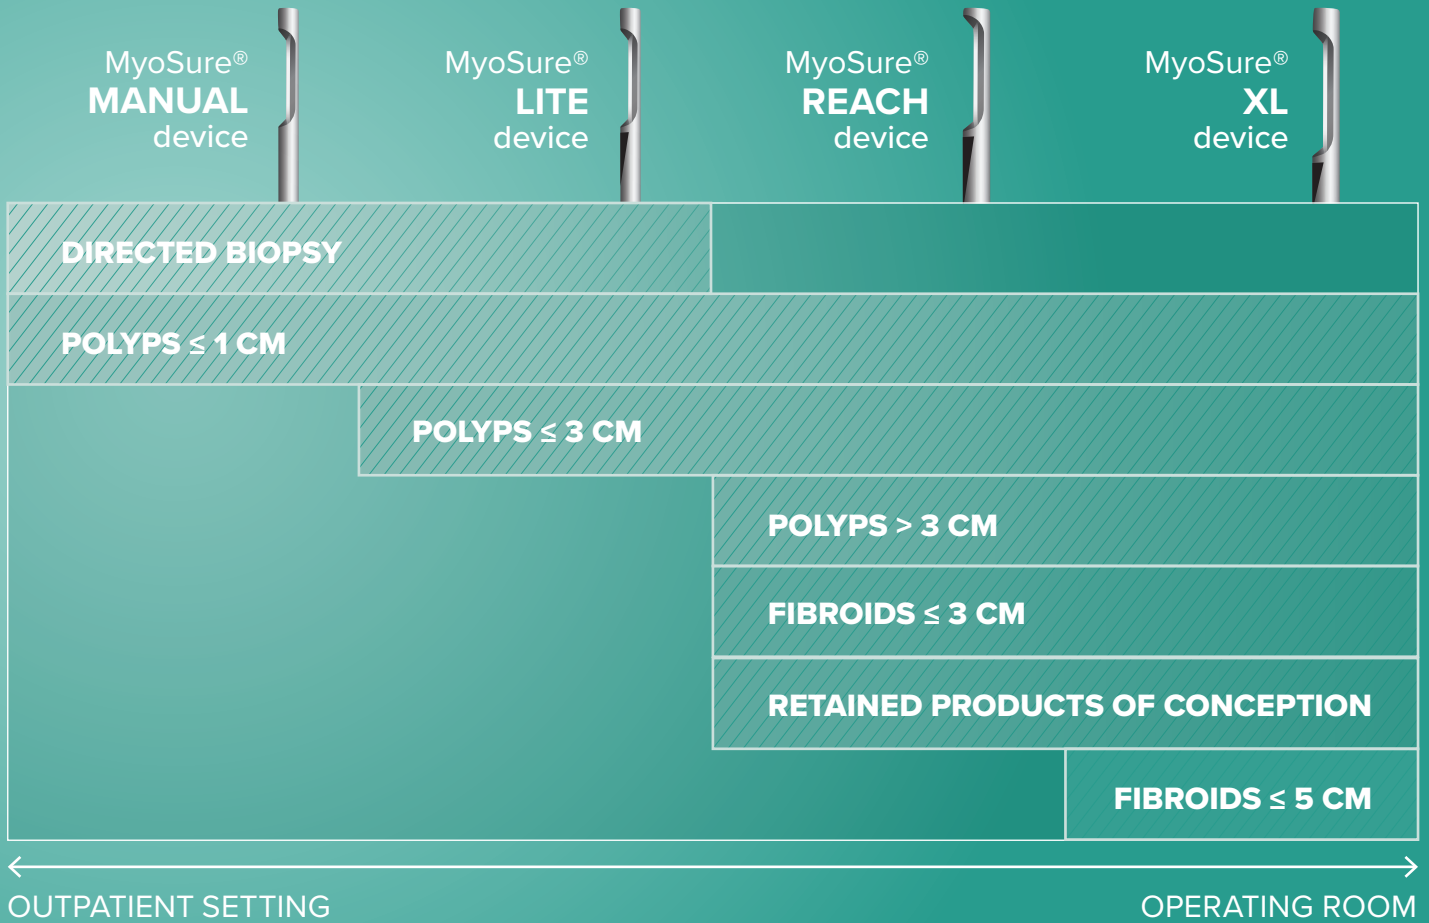 MyoSure®
MANUAL
device
MyoSure®
LITE
device
MyoSure®
REACH
device
MyoSure®
XL
device
DIRECTED BIOPSY
POLYPS ≤ 1 CM
POLYPS ≤ 3 CM
POLYPS > 3 CM
FIBROIDS ≤ 3 CM
RETAINED PRODUCTS OF CONCEPTION
FIBROIDS ≤ 5 CM
OUTPATIENT SETTING
OPERATING ROOM